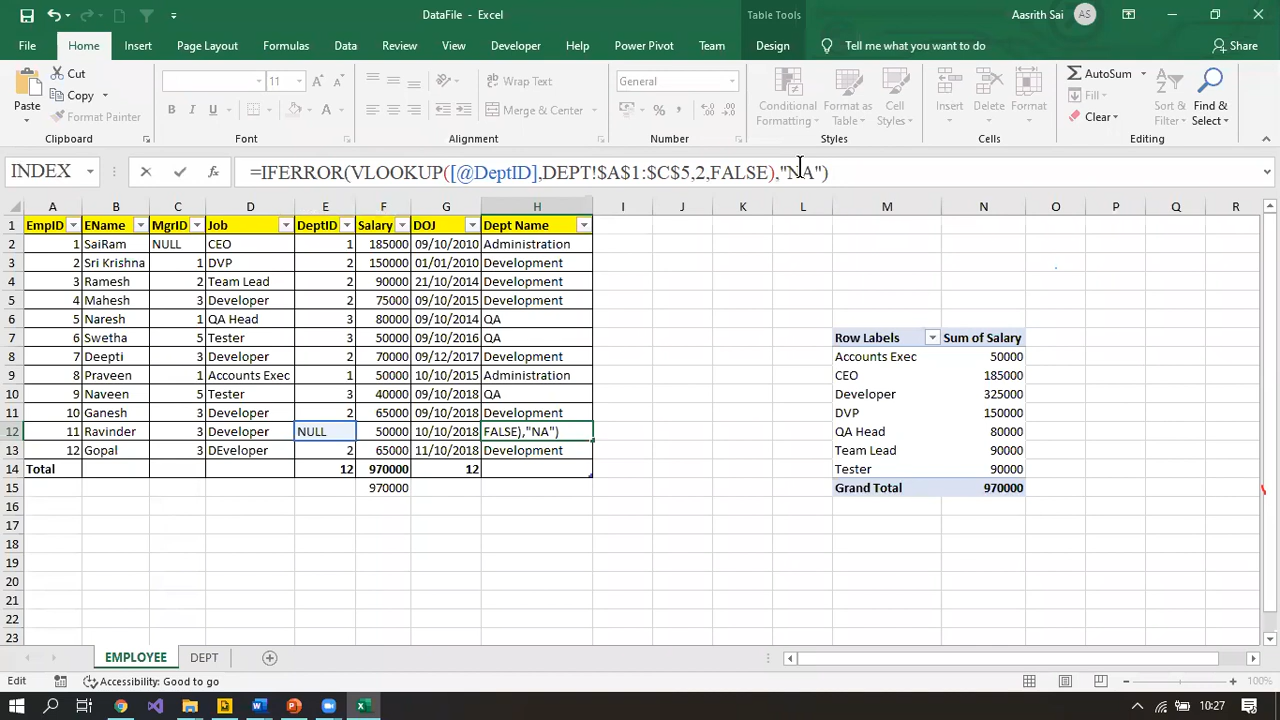 DataFile - Excel
Table Tools
Aasrith Sai
AS
File Home Insert Page Layout Formulas Data Review View Developer Help Power Pivot Team Design Tell me what you want to do Share
Paste
Cut
Copy
Format Painter
Clipboard
11
B I U
Font
Wrap Text
Merge & Center
Alignment
General
Number
Conditional Formatting
Format as Table
Cell Styles
Styles
Insert
Delete
Format
Cells
AutoSum
Fill
Clear
Sort & Filter
Find & Select
Editing
INDEX
=IFERROR(VLOOKUP([@DeptID],DEPT!$A$1:$C$5,2,FALSE),"NA")
A B C D E F G H I J K L M N O P Q R
1 EmpID EName MgrID Job DeptID Salary DOJ Dept Name
2 1 SaiRam NULL CEO 1 185000 09/10/2010 Administration
3 2 Sri Krishna 1 DVP 2 150000 01/01/2010 Development
4 3 Ramesh 2 Team Lead 2 90000 21/10/2014 Development
5 4 Mahesh 3 Developer 2 75000 09/10/2015 Development
6 5 Naresh 1 QA Head 3 80000 09/10/2014 QA
7 6 Swetha 5 Tester 3 50000 09/10/2016 QA Row Labels Sum of Salary
8 7 Deepti 3 Developer 2 70000 09/12/2017 Development Accounts Exec 50000
9 8 Praveen 1 Accounts Exec 1 50000 10/10/2015 Administration CEO 185000
10 9 Naveen 5 Tester 3 40000 09/10/2018 QA Developer 325000
11 10 Ganesh 3 Developer 2 65000 09/10/2018 Development DVP 150000
12 11 Ravinder 3 Developer NULL 50000 10/10/2018 FALSE),"NA") QA Head 80000
13 12 Gopal 3 DEveloper 2 65000 11/10/2018 Development Team Lead 90000
14 Total 12 970000 12 Tester 90000
15 970000 Grand Total 970000
16
17
18
19
20
21
22
23
EMPLOYEE DEPT
Edit Accessibility: Good to go 100%
10:27